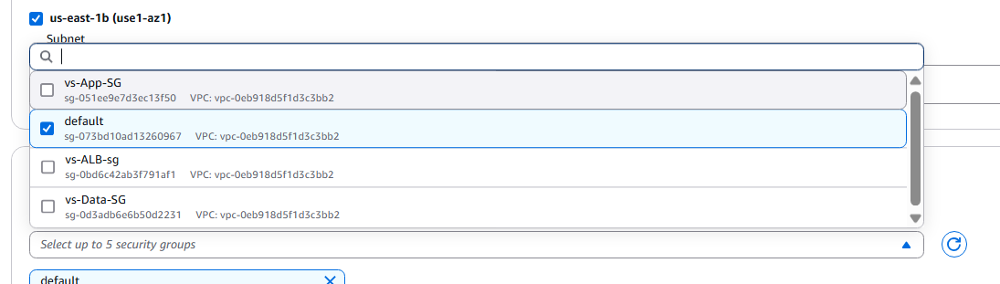 us-east-1b (use1-az1)
Subnet
vs-App-SG
sg-051ee9e7d3ec13f50 VPC: vpc-0eb918d5f1d3c3bb2
default
sg-073bd10ad13260967 VPC: vpc-0eb918d5f1d3c3bb2
vs-ALB-sg
sg-0bd6c42ab3f791af1 VPC: vpc-0eb918d5f1d3c3bb2
vs-Data-SG
sg-0d3adb6e6b50d2231 VPC: vpc-0eb918d5f1d3c3bb2
Select up to 5 security groups
default